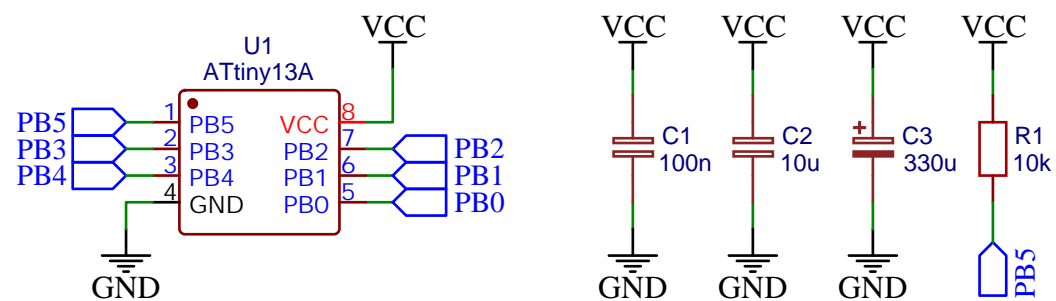 VCC
U1
ATtiny13A
PB5 1 PB5 VCC 8
PB3 2 PB3 PB2 7 PB2
PB4 3 PB4 PB1 6 PB1
4 GND PB0 5 PB0
GND
VCC
C1
100n
GND
VCC
C2
10u
GND
VCC
+
C3
330u
GND
VCC
R1
10k
PB5